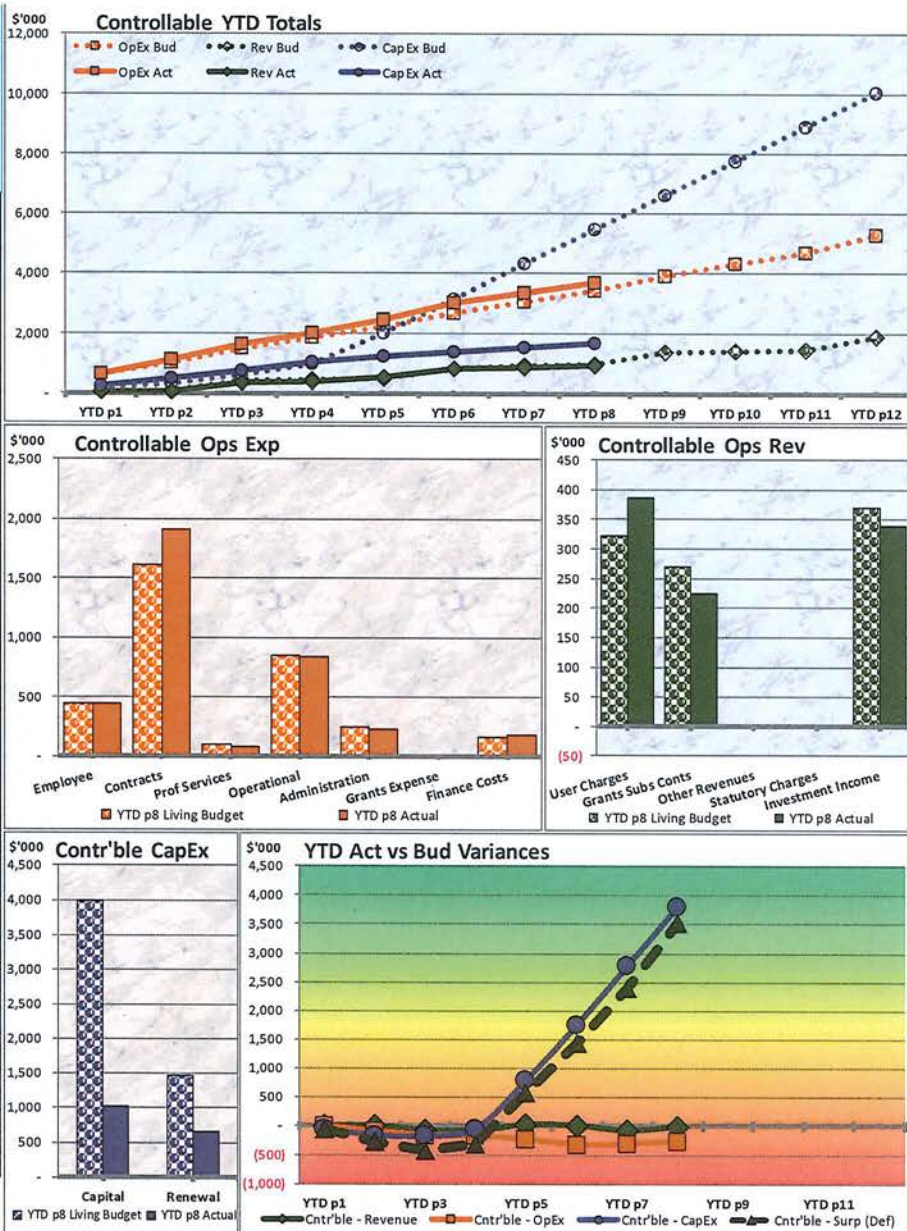 $'000 Controllable YTD Totals
12,000
OpEx Bud Rev Bud CapEx Bud
OpEx Act Rev Act CapEx Act
10,000
8,000
6,000
4,000
2,000
-
YTD p1 YTD p2 YTD p3 YTD p4 YTD p5 YTD p6 YTD p7 YTD p8 YTD p9 YTD p10 YTD p11 YTD p12
$'000 Controllable Ops Exp
2,500
2,000
1,500
1,000
500
-
Employee Contracts Prof Services Operational Administration Grants Expense Finance Costs
YTD p8 Living Budget YTD p8 Actual
$'000 Controllable Ops Rev
450
400
350
300
250
200
150
100
50
-
(50)
User Charges Grants Subs Conts Other Revenues Statutory Charges Investment Income
YTD p8 Living Budget YTD p8 Actual
$'000 Contr'ble CapEx
4,500
4,000
3,500
3,000
2,500
2,000
1,500
1,000
500
-
Capital Renewal
YTD p8 Living Budget YTD p8 Actual
$'000 YTD Act vs Bud Variances
4,500
4,000
3,500
3,000
2,500
2,000
1,500
1,000
500
-
(500)
(1,000)
YTD p1 YTD p3 YTD p5 YTD p7 YTD p9 YTD p11
Cntr'ble - Revenue Cntr'ble - OpEx Cntr'ble - CapEx Cntr'ble - Surp (Def)